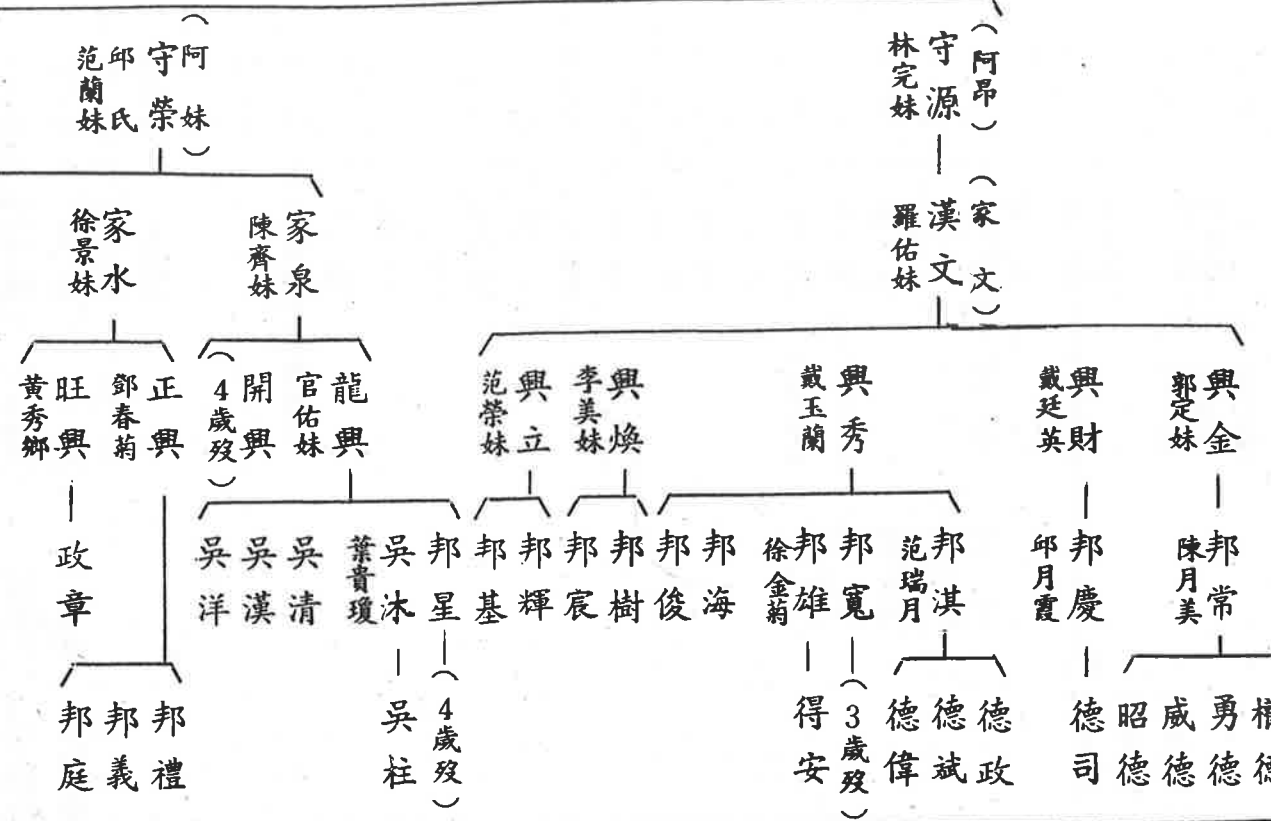 （阿昂）
守源
林完妹
（阿妹）
守榮
邱氏
范蘭妹
（家文）
漢文
羅佑妹
家泉
陳齊妹
家水
徐景妹
興金
郭定妹
興財
戴廷英
興秀
戴玉蘭
興煥
李美妹
興立
范榮妹
龍興
官佑妹
開興
（4歲歿）
正興
鄧春菊
旺興
黃秀鄉
邦常
陳月美
邦慶
邱月霞
邦淇
范瑞月
邦寬
邦雄
徐金菊
邦海
邦俊
邦樹
邦宸
邦輝
邦基
邦星
吳沐
葉貴瓊
吳清
吳漢
吳洋
政章
勇德
威德
昭德
德司
德政
德斌
德偉
（3歲歿）
得安
（4歲歿）
吳柱
邦禮
邦義
邦庭